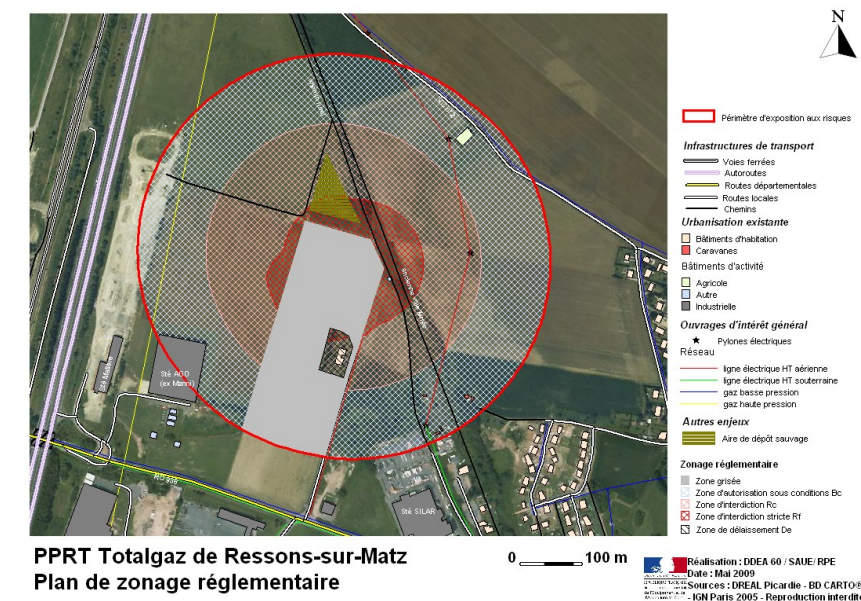 N
Périmètre d'exposition aux risques
Infrastructures de transport
Voies ferrées
Autoroutes
Routes départementales
Routes locales
Chemins
Urbanisation existante
Bâtiments d'habitation
Caravanes
Bâtiments d'activité
Agricole
Autre
Industrielle
Ouvrages d'intérêt général
Pylones électriques
Réseau
ligne électrique HT aérienne
ligne électrique HT souterraine
gaz basse pression
gaz haute pression
Autres enjeux
Aire de dépôt sauvage
Zonage réglementaire
Zone grisée
Zone d'autorisation sous conditions Bc
Zone d'interdiction Rc
Zone d'interdiction stricte Rf
Zone de délaissement De
Sté AOD
(ex Marini)
RD 938
Sté SILAR
PPRT Totalgaz de Ressons-sur-Matz
Plan de zonage réglementaire
0 100 m
Réalisation : DDEA 60 / SAUE/ RPE
Date : Mai 2009
Sources : DREAL Picardie - BD CARTO®
- IGN Paris 2005 - Reproduction interdite